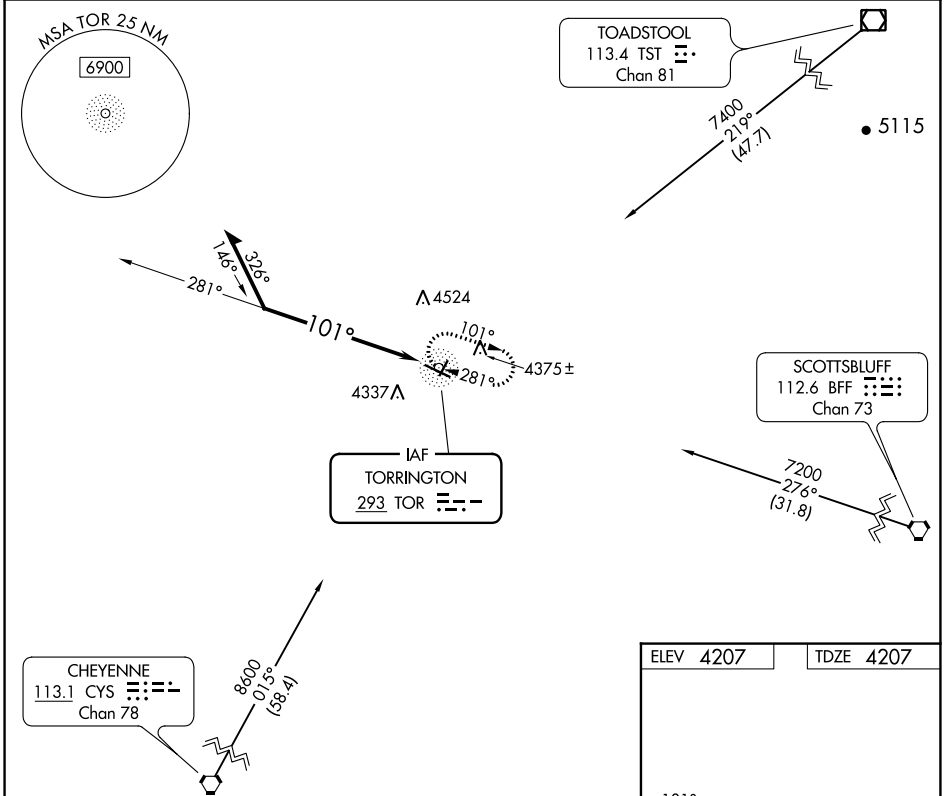 MSA TOR 25 NM
6900
TOADSTOOL
113.4 TST
Chan 81
7400
219°
(47.7)
5115
326°
146°
281°
101°
4524
101°
281°
4375±
4337
IAF
TORRINGTON
293 TOR
SCOTTSBLUFF
112.6 BFF
Chan 73
7200
276°
(31.8)
CHEYENNE
113.1 CYS
Chan 78
8600
015°
(58.4)
ELEV 4207
TDZE 4207